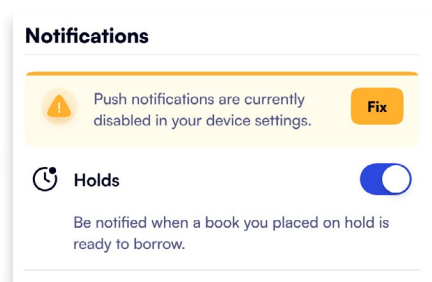 Notifications
Push notifications are currently
disabled in your device settings.
Fix
Holds
Be notified when a book you placed on hold is
ready to borrow.